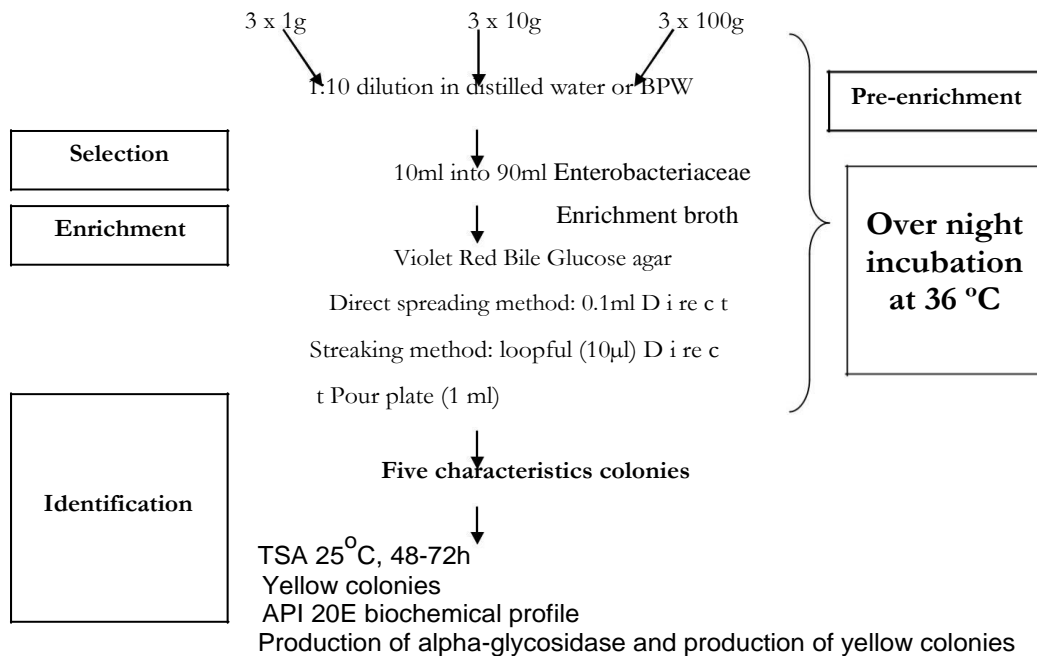 3 x 1g 3 x 10g 3 x 100g
1:10 dilution in distilled water or BPW
Pre-enrichment
Selection
10ml into 90ml Enterobacteriaceae
Enrichment broth
Enrichment
Over night
incubation
at 36 ºC
Violet Red Bile Glucose agar
Direct spreading method: 0.1ml D i re c t
Streaking method: loopful (10µl) D i re c
t Pour plate (1 ml)
Five characteristics colonies
Identification
TSA 25°C, 48-72h
Yellow colonies
API 20E biochemical profile
Production of alpha-glycosidase and production of yellow colonies